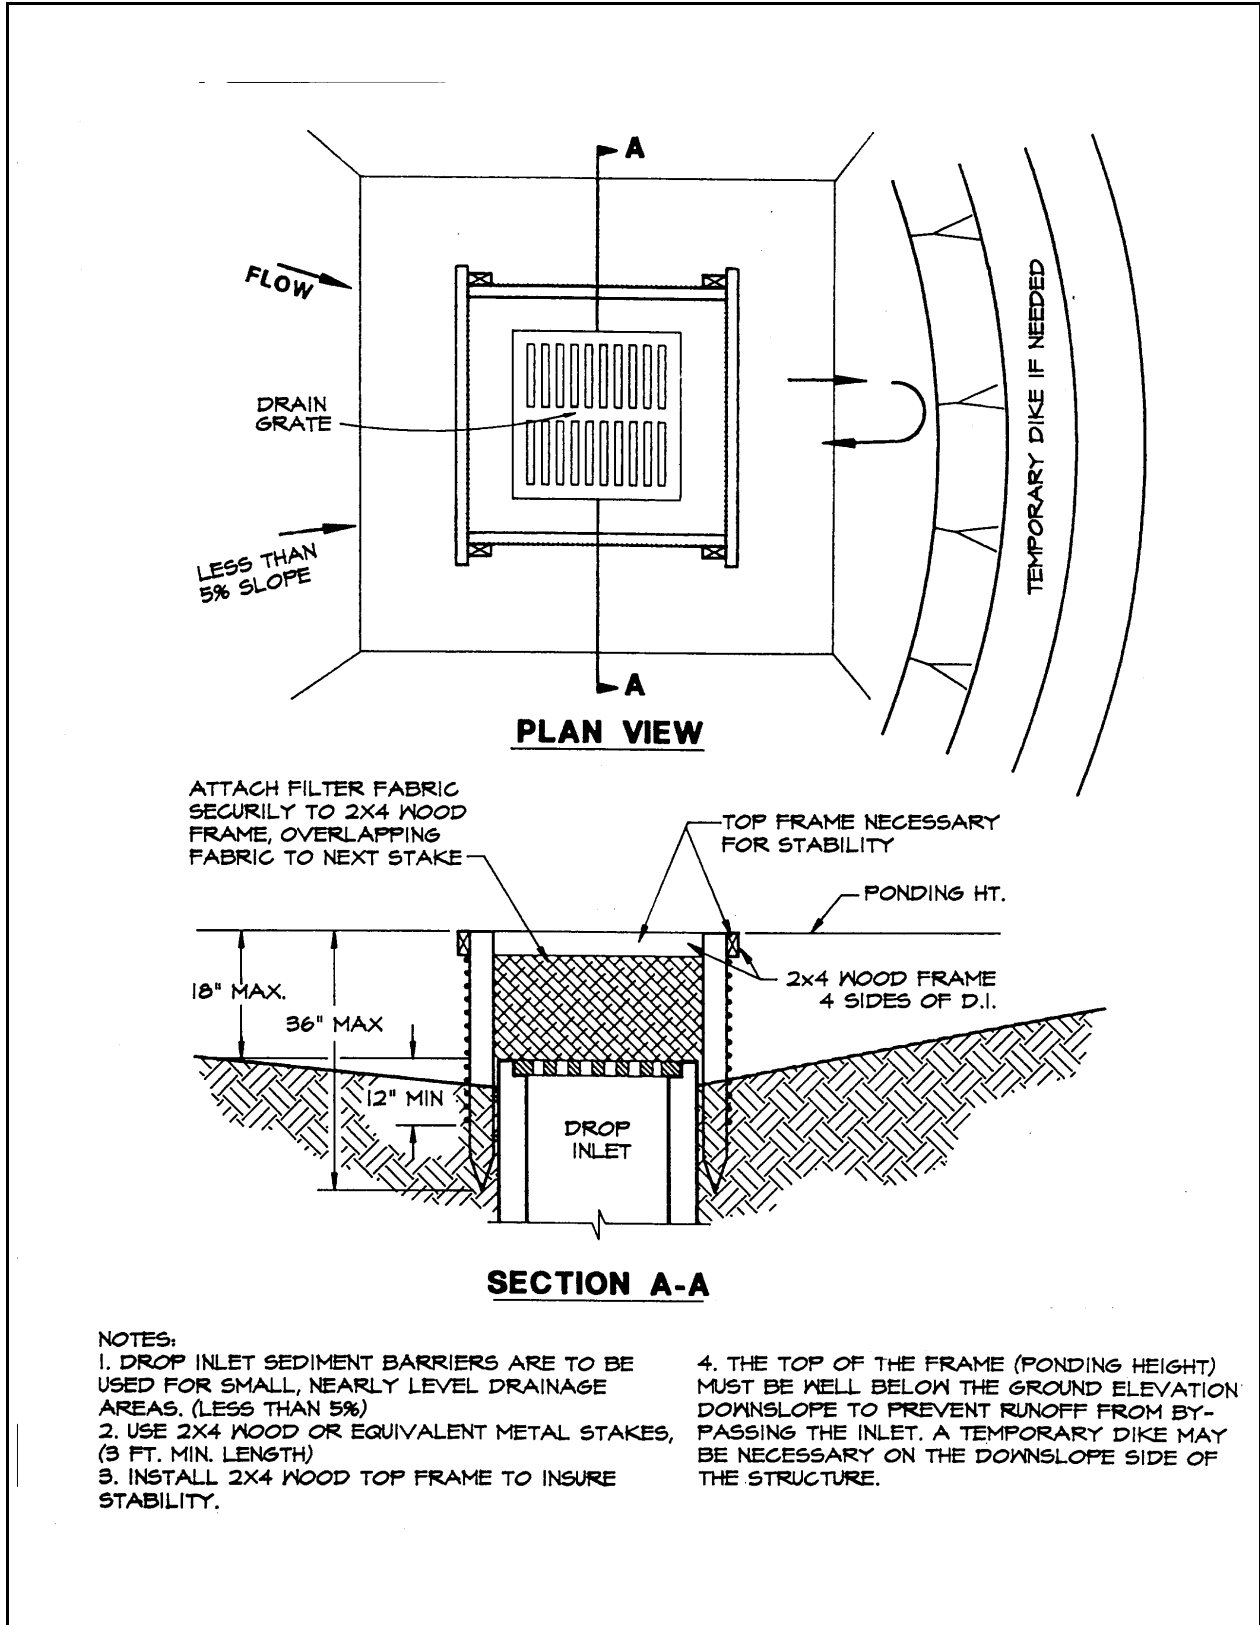 A
FLOW
DRAIN
GRATE
LESS THAN
5% SLOPE
TEMPORARY DIKE IF NEEDED
A
PLAN VIEW
ATTACH FILTER FABRIC
SECURILY TO 2X4 WOOD
FRAME, OVERLAPPING
FABRIC TO NEXT STAKE
TOP FRAME NECESSARY
FOR STABILITY
PONDING HT.
18" MAX.
36" MAX
2x4 WOOD FRAME
4 SIDES OF D.I.
12" MIN
DROP
INLET
SECTION A-A
NOTES:
1. DROP INLET SEDIMENT BARRIERS ARE TO BE
USED FOR SMALL, NEARLY LEVEL DRAINAGE
AREAS. (LESS THAN 5%)
2. USE 2X4 WOOD OR EQUIVALENT METAL STAKES,
(3 FT. MIN. LENGTH)
3. INSTALL 2X4 WOOD TOP FRAME TO INSURE
STABILITY.
4. THE TOP OF THE FRAME (PONDING HEIGHT)
MUST BE WELL BELOW THE GROUND ELEVATION
DOWNSLOPE TO PREVENT RUNOFF FROM BY-
PASSING THE INLET. A TEMPORARY DIKE MAY
BE NECESSARY ON THE DOWNSLOPE SIDE OF
THE STRUCTURE.